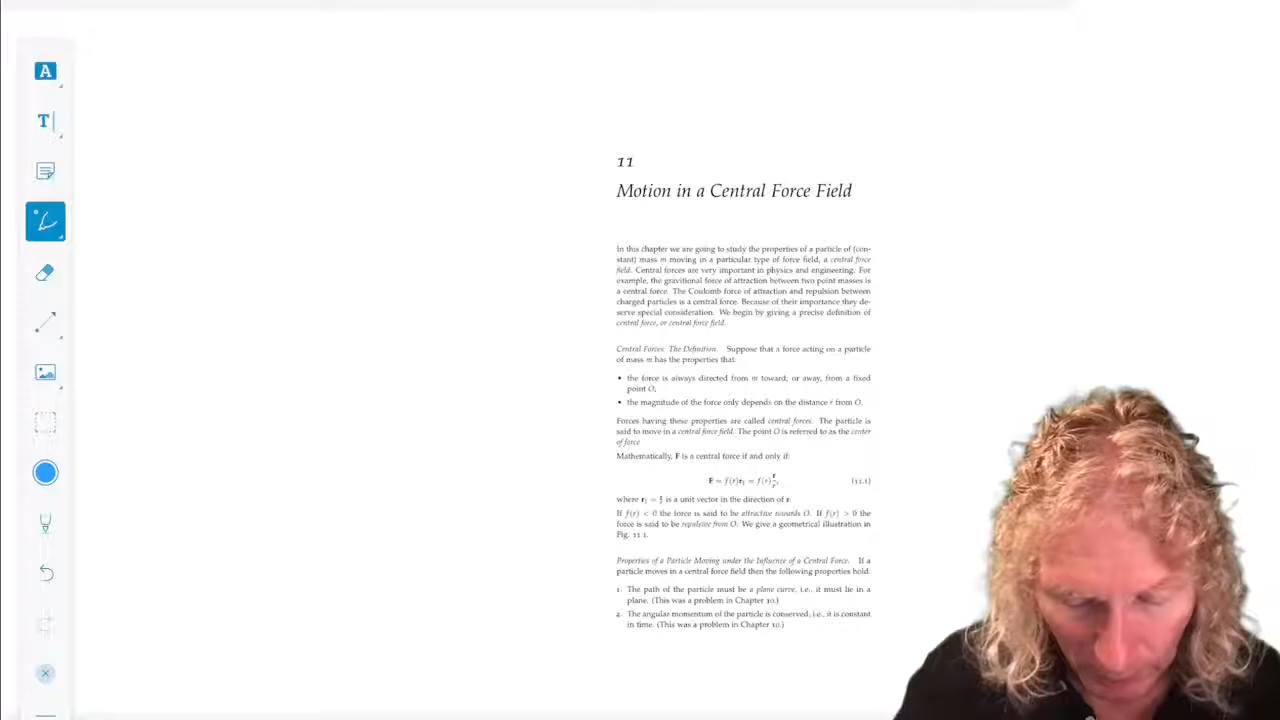 A
T
11
Motion in a Central Force Field
In this chapter we are going to study the properties of a particle of (con-
stant) mass m moving in a particular type of force field, a central force
field. Central forces are very important in physics and engineering. For
example, the gravitional force of attraction between two point masses is
a central force. The Coulomb force of attraction and repulsion between
charged particles is a central force. Because of their importance they de-
serve special consideration. We begin by giving a precise definition of
central force, or central force field.
Central Forces: The Definition. Suppose that a force acting on a particle
of mass m has the properties that:
• the force is always directed from m toward, or away, from a fixed
point O,
• the magnitude of the force only depends on the distance r from O.
Forces having these properties are called central forces. The particle is
said to move in a central force field. The point O is referred to as the center
of force.
Mathematically, F is a central force if and only if:
F = f(r)r₁ = f(r)r/r, (11.1)
where r₁ = r/r is a unit vector in the direction of r.
If f(r) < 0 the force is said to be attractive towards O. If f(r) > 0 the
force is said to be repulsive from O. We give a geometrical illustration in
Fig. 11.1.
Properties of a Particle Moving under the Influence of a Central Force. If a
particle moves in a central force field then the following properties hold:
1. The path of the particle must be a plane curve, i.e., it must lie in a
plane. (This was a problem in Chapter 10.)
2. The angular momentum of the particle is conserved, i.e., it is constant
in time. (This was a problem in Chapter 10.)